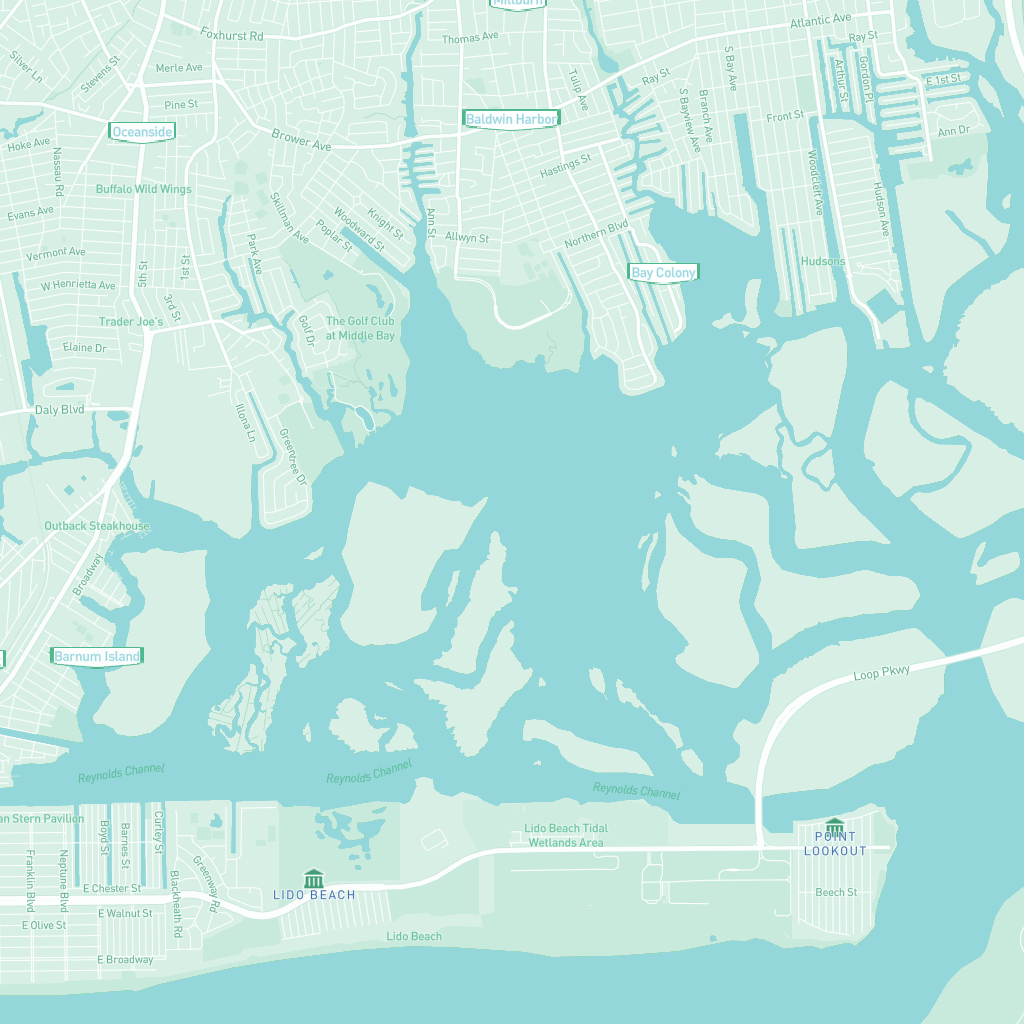 Millburn
Foxhurst Rd
Thomas Ave
Atlantic Ave
Ray St
Silver Ln
Stevens St
Merle Ave
Tulip Ave
Ray St
S Bay Ave
Arthur St
Gordon Pl
E 1st St
Pine St
S Bayview Ave
Branch Ave
Front St
Oceanside
Baldwin Harbor
Ann Dr
Hoke Ave
Brower Ave
Nassau Rd
Hastings St
Woodcleft Ave
Buffalo Wild Wings
Skillman Ave
Hudson Ave
Evans Ave
Woodward St
Knight St
Ann St
Poplar St
Allwyn St
Northern Blvd
Vermont Ave
Park Ave
5th St
1st St
Bay Colony
Hudsons
W Henrietta Ave
3rd St
Trader Joe's
Golf Dr
The Golf Club
at Middle Bay
Elaine Dr
Daly Blvd
Illona Ln
Greentree Dr
Outback Steakhouse
Broadway
Barnum Island
Loop Pkwy
Reynolds Channel
Reynolds Channel
Reynolds Channel
an Stern Pavilion
Boyd St
Barnes St
Curley St
Lido Beach Tidal
Wetlands Area
POINT
LOOKOUT
Franklin Blvd
Neptune Blvd
E Chester St
Blackheath Rd
Greenway Rd
LIDO BEACH
Beech St
E Walnut St
E Olive St
Lido Beach
E Broadway